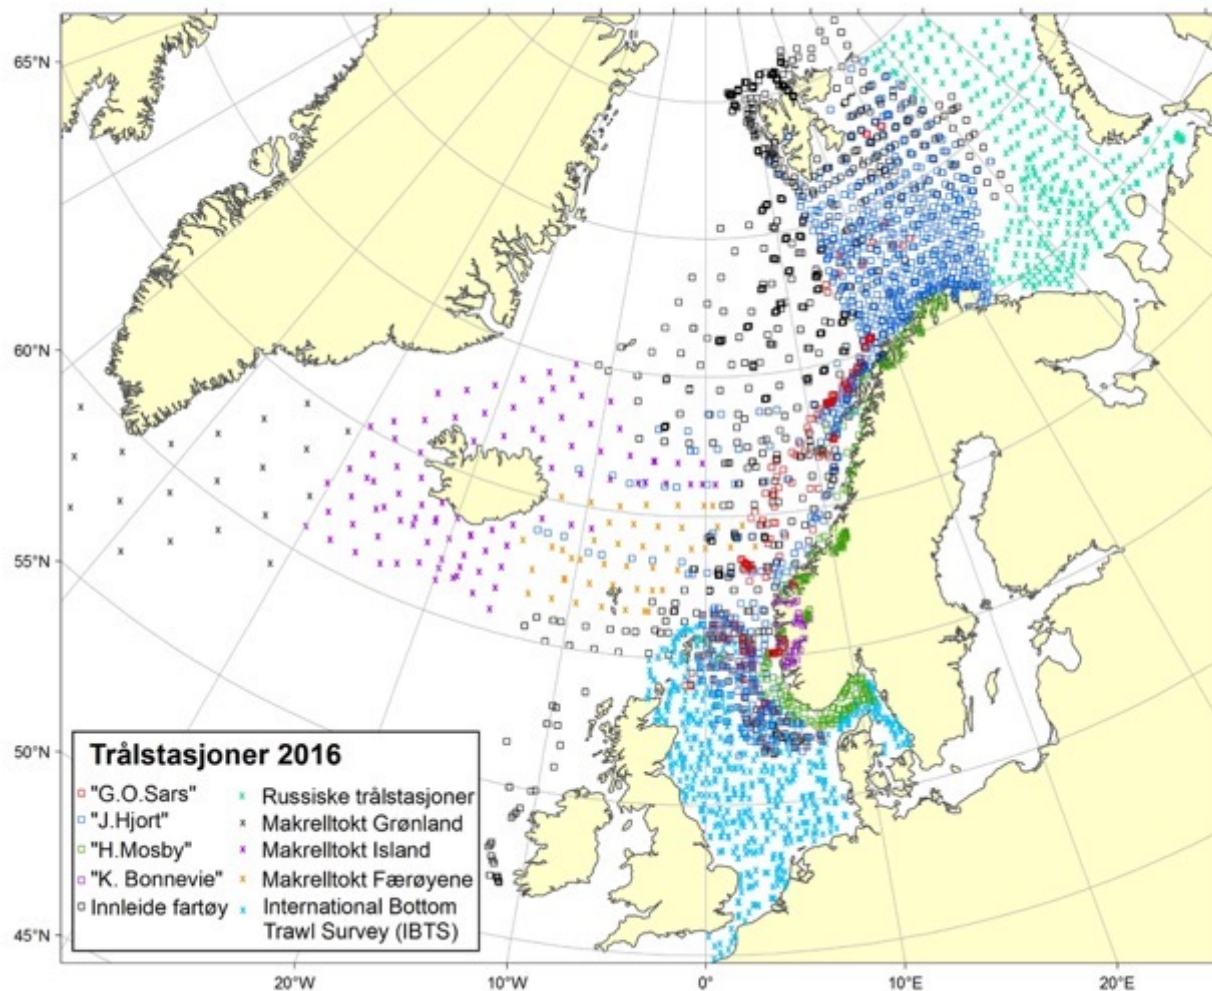 65°N
60°N
55°N
50°N
45°N
Trålstasjoner 2016
"G.O.Sars"
"J.Hjort"
"H.Mosby"
"K. Bonnevie"
Innleide fartøy
Russiske trålstasjoner
Makrelltokt Grønland
Makrelltokt Island
Makrelltokt Færøyene
International Bottom
Trawl Survey (IBTS)
20°W
10°W
0°
10°E
20°E